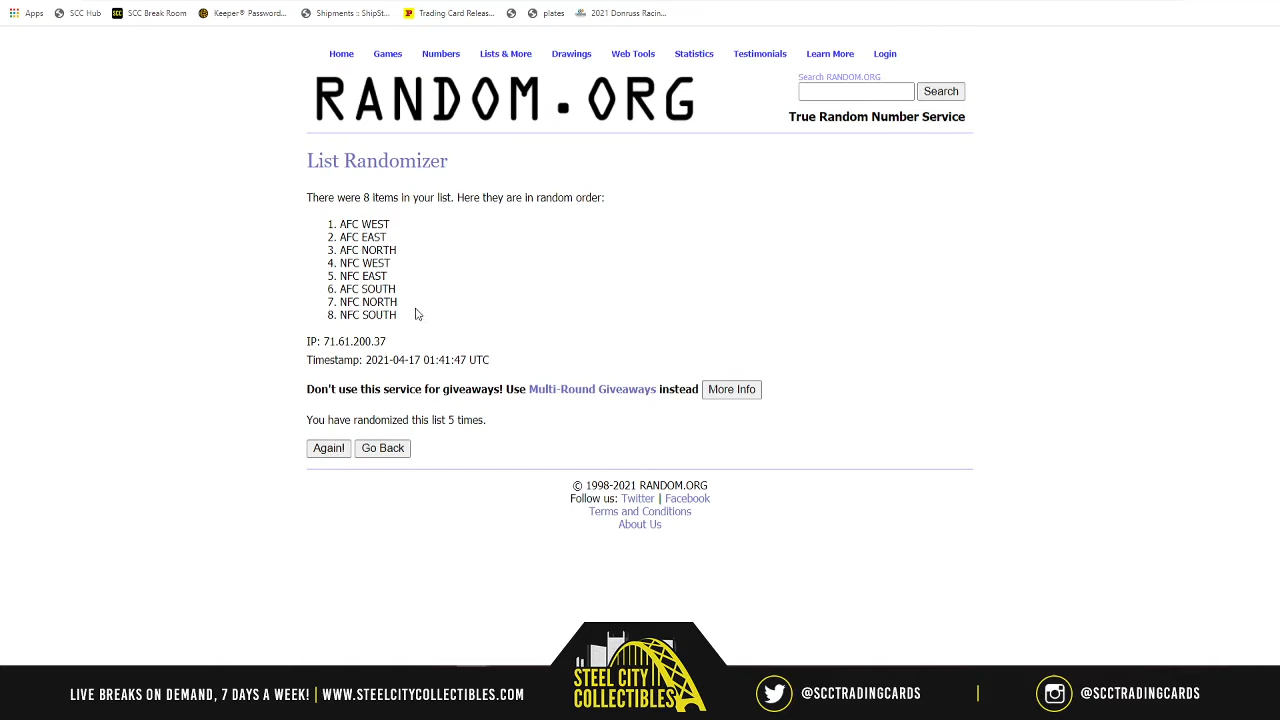 Apps SCC Hub SCC Break Room Keeper® Password... Shipments :: ShipSt... Trading Card Releas... plates 2021 Donruss Racin...
Home Games Numbers Lists & More Drawings Web Tools Statistics Testimonials Learn More Login
RANDOM.ORG
Search RANDOM.ORG
Search
True Random Number Service
List Randomizer
There were 8 items in your list. Here they are in random order:
1. AFC WEST
2. AFC EAST
3. AFC NORTH
4. NFC WEST
5. NFC EAST
6. AFC SOUTH
7. NFC NORTH
8. NFC SOUTH
IP: 71.61.200.37
Timestamp: 2021-04-17 01:41:47 UTC
Don't use this service for giveaways! Use Multi-Round Giveaways instead More Info
You have randomized this list 5 times.
Again! Go Back
© 1998-2021 RANDOM.ORG
Follow us: Twitter | Facebook
Terms and Conditions
About Us
LIVE BREAKS ON DEMAND, 7 DAYS A WEEK! | WWW.STEELCITYCOLLECTIBLES.COM
STEEL CITY
COLLECTIBLES
@SCCTRADINGCARDS | @SCCTRADINGCARDS